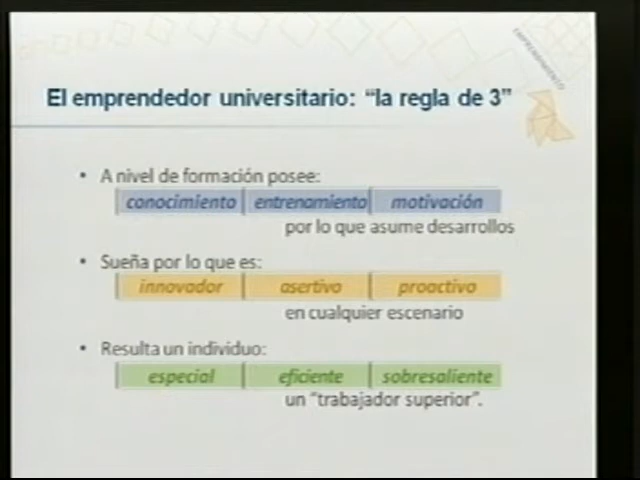 EMPRENDIMIENTO
El emprendedor universitario: “la regla de 3”
• A nivel de formación posee:
conocimiento entrenamiento motivación
por lo que asume desarrollos
• Sueña por lo que es:
innovador asertivo proactivo
en cualquier escenario
• Resulta un individuo:
especial eficiente sobresaliente
un “trabajador superior”.